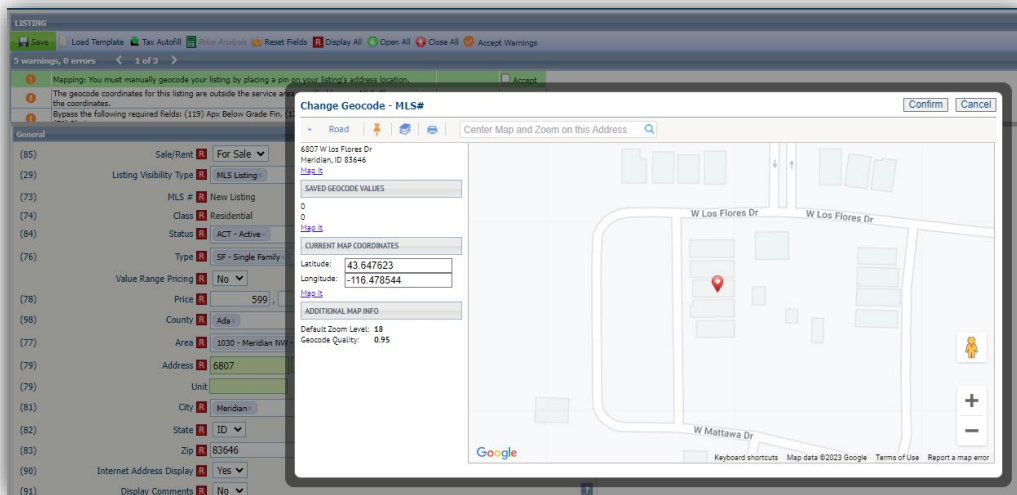 LISTING
Save Load Template Tax Autofill Price Analysis Reset Fields R Display All Open All Close All Accept Warnings
5 warnings, 0 errors 1 of 3
Mapping: You must manually geocode your listing by placing a pin on your listing's address location. Accept
The geocode coordinates for this listing are outside the service area
the coordinates.
Bypass the following required fields: (119) Apx Below Grade Fin,
General
(85) Sale/Rent R For Sale
(29) Listing Visibility Type R MLS Listing×
(73) MLS # R New Listing
(74) Class R Residential
(84) Status R ACT - Active×
(76) Type R SF - Single Family×
Value Range Pricing R No
(78) Price R 599 ,
(98) County R Ada×
(77) Area R 1030 - Meridian NW
(79) Address R 6807
(79) Unit
(81) City R Meridian×
(82) State R ID
(83) Zip R 83646
(90) Internet Address Display R Yes
(91) Display Comments R No
?
Change Geocode - MLS#
Confirm Cancel
Road
Center Map and Zoom on this Address
6807 W Los Flores Dr
Meridian, ID 83646
Map It
SAVED GEOCODE VALUES
0
0
Map It
CURRENT MAP COORDINATES
Latitude: 43.647623
Longitude: -116.478544
Map It
ADDITIONAL MAP INFO
Default Zoom Level: 18
Geocode Quality: 0.95
W Los Flores Dr W Los Flores Dr
W Mattawa Dr
+
−
Google
Keyboard shortcuts Map data ©2023 Google Terms of Use Report a map error